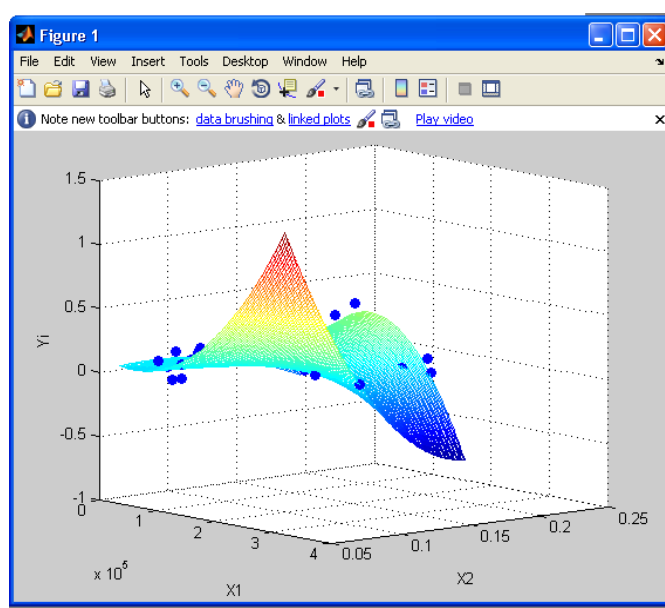 Figure 1
File Edit View Insert Tools Desktop Window Help
Note new toolbar buttons: data brushing & linked plots Play video
1.5
1
0.5
0
-0.5
-1
Yi
0
1
2
3
4
x 10^5
X1
0.05
0.1
0.15
0.2
0.25
X2